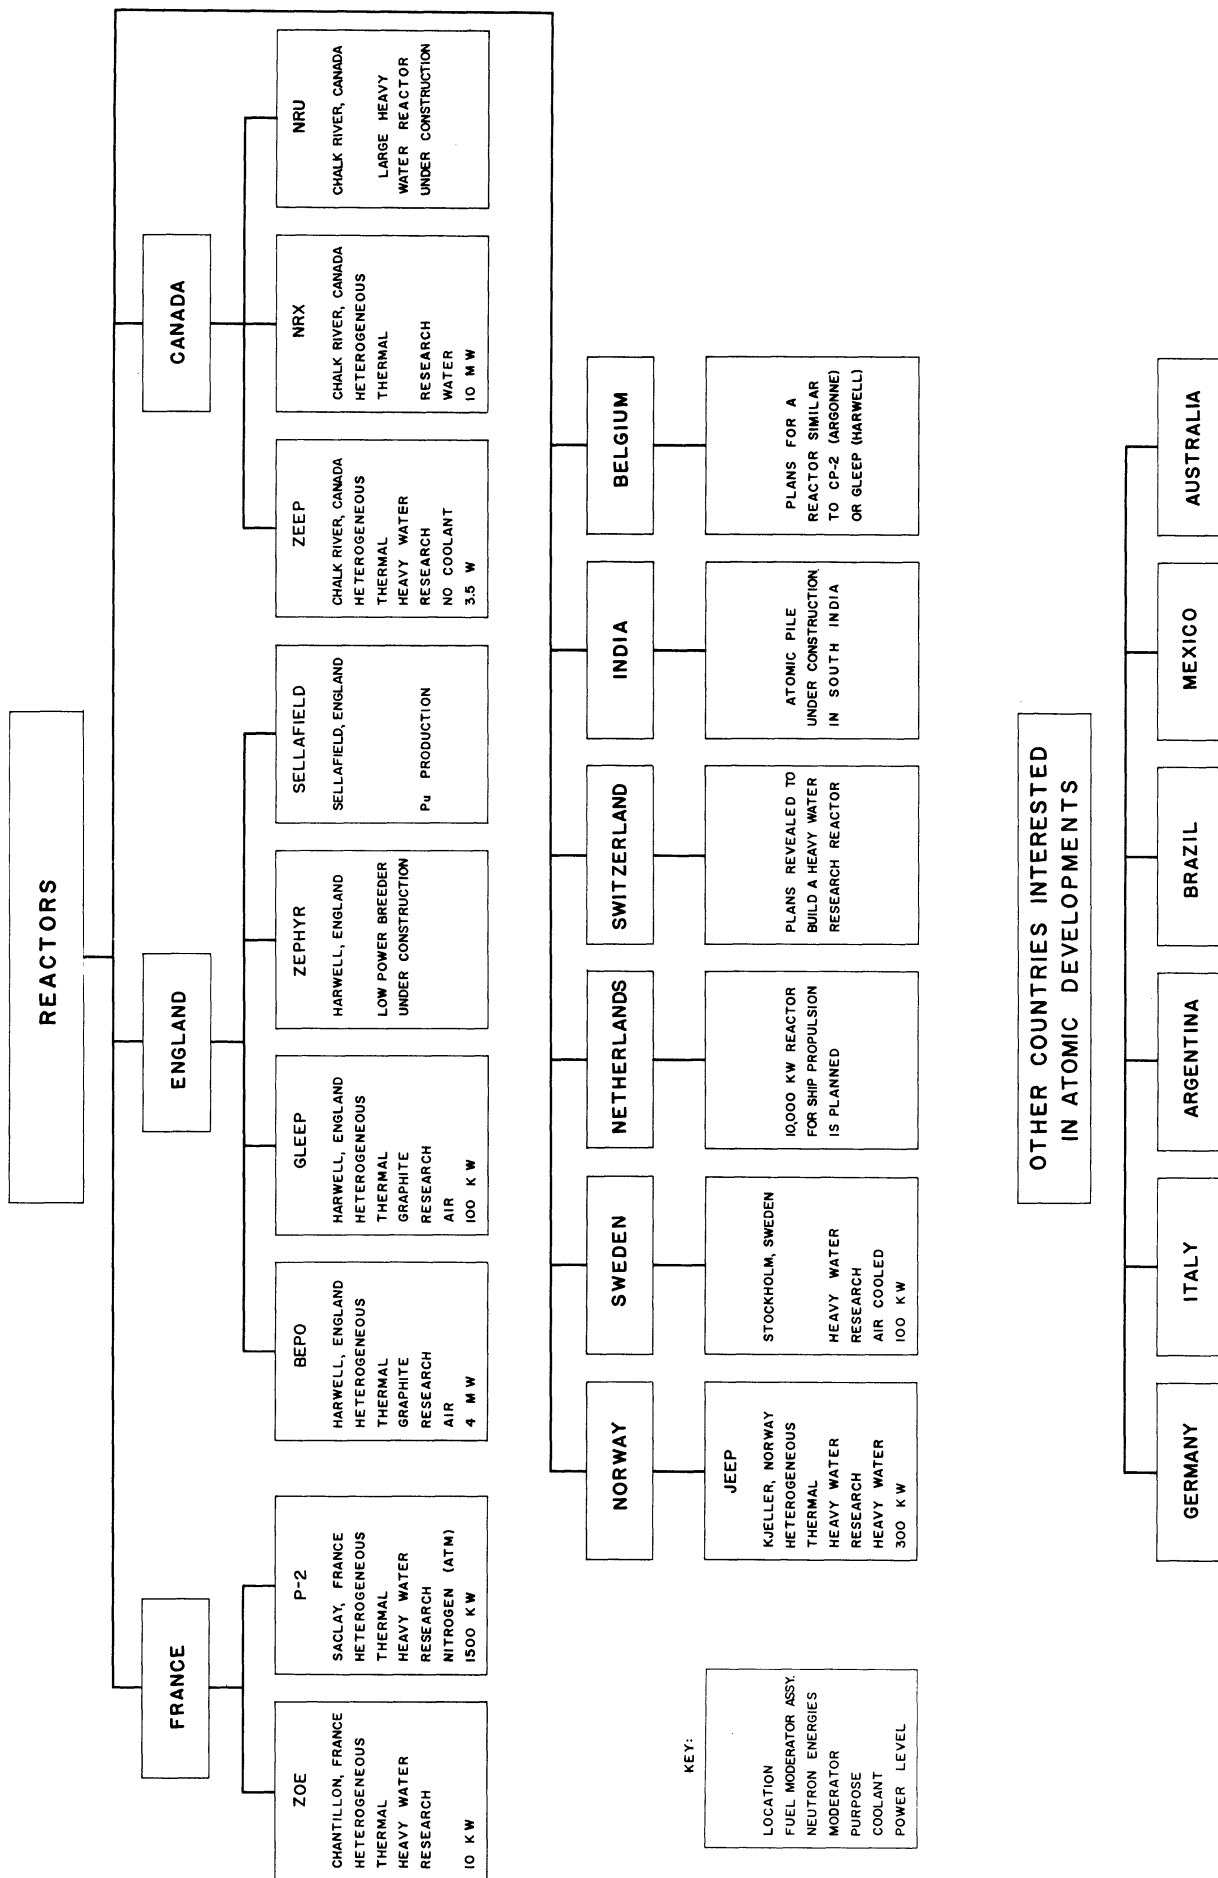 REACTORS
FRANCE
ENGLAND
CANADA
ZOE
CHANTILLON, FRANCE
HETEROGENEOUS
THERMAL
HEAVY WATER
RESEARCH
10 KW
P-2
SACLAY, FRANCE
HETEROGENEOUS
THERMAL
HEAVY WATER
RESEARCH
NITROGEN (ATM)
1500 KW
BEPO
HARWELL, ENGLAND
HETEROGENEOUS
THERMAL
GRAPHITE
RESEARCH
AIR
4 MW
GLEEP
HARWELL, ENGLAND
HETEROGENEOUS
THERMAL
GRAPHITE
RESEARCH
AIR
100 KW
ZEPHYR
HARWELL, ENGLAND
LOW POWER BREEDER
UNDER CONSTRUCTION
SELLAFIELD
SELLAFIELD, ENGLAND
Pu PRODUCTION
ZEEP
CHALK RIVER, CANADA
HETEROGENEOUS
THERMAL
HEAVY WATER
RESEARCH
NO COOLANT
3.5 W
NRX
CHALK RIVER, CANADA
HETEROGENEOUS
THERMAL
RESEARCH
WATER
10 MW
NRU
CHALK RIVER, CANADA
LARGE HEAVY
WATER REACTOR
UNDER CONSTRUCTION
NORWAY
SWEDEN
NETHERLANDS
SWITZERLAND
INDIA
BELGIUM
KEY:
LOCATION
FUEL MODERATOR ASSY.
NEUTRON ENERGIES
MODERATOR
PURPOSE
COOLANT
POWER LEVEL
JEEP
KJELLER, NORWAY
HETEROGENEOUS
THERMAL
HEAVY WATER
RESEARCH
HEAVY WATER
300 KW
STOCKHOLM, SWEDEN
HEAVY WATER
RESEARCH
AIR COOLED
100 KW
10,000 KW REACTOR
FOR SHIP PROPULSION
IS PLANNED
PLANS REVEALED TO
BUILD A HEAVY WATER
RESEARCH REACTOR
ATOMIC PILE
UNDER CONSTRUCTION
IN SOUTH INDIA
PLANS FOR A
REACTOR SIMILAR
TO CP-2 (ARGONNE)
OR GLEEP (HARWELL)
OTHER COUNTRIES INTERESTED
IN ATOMIC DEVELOPMENTS
GERMANY
ITALY
ARGENTINA
BRAZIL
MEXICO
AUSTRALIA